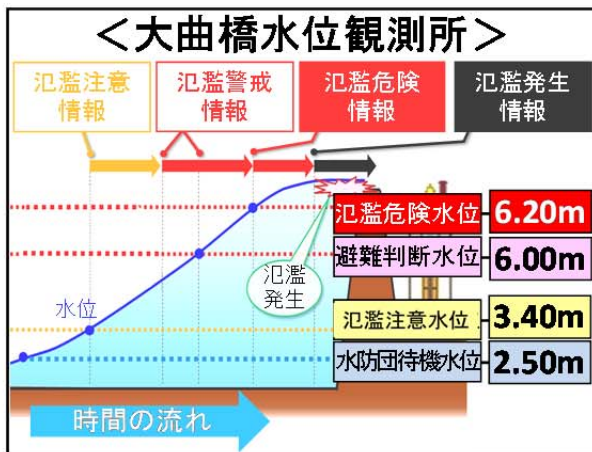 ＜大曲橋水位観測所＞
氾濫注意
情報
氾濫警戒
情報
氾濫危険
情報
氾濫発生
情報
氾濫危険水位
6.20m
避難判断水位
6.00m
氾濫
発生
水位
氾濫注意水位
3.40m
水防団待機水位
2.50m
時間の流れ